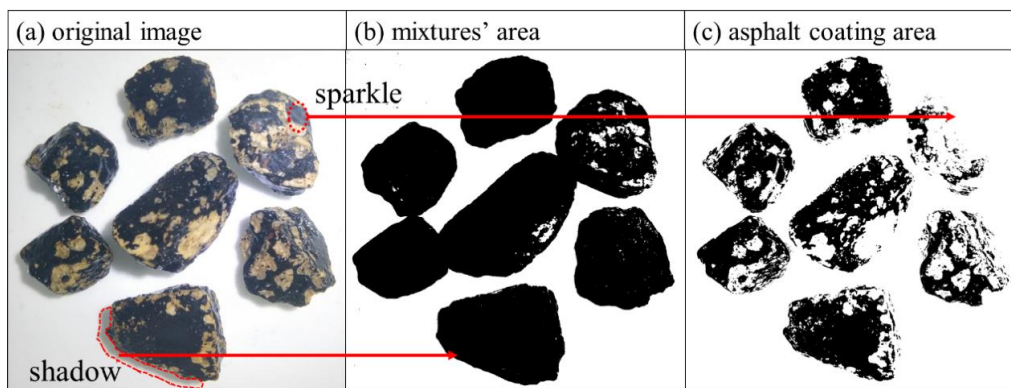 (a) original image
(b) mixtures’ area
(c) asphalt coating area
sparkle
shadow